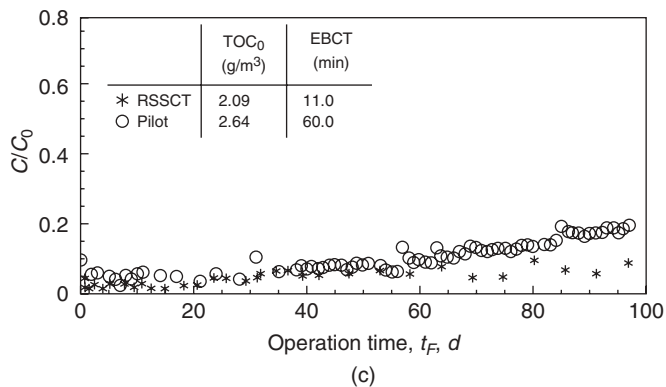 0.8
0.6
0.4
0.2
0
C/C₀
TOC₀ EBCT
(g/m³) (min)
RSSCT 2.09 11.0
Pilot 2.64 60.0
0 20 40 60 80 100
Operation time, t_F, d
(c)